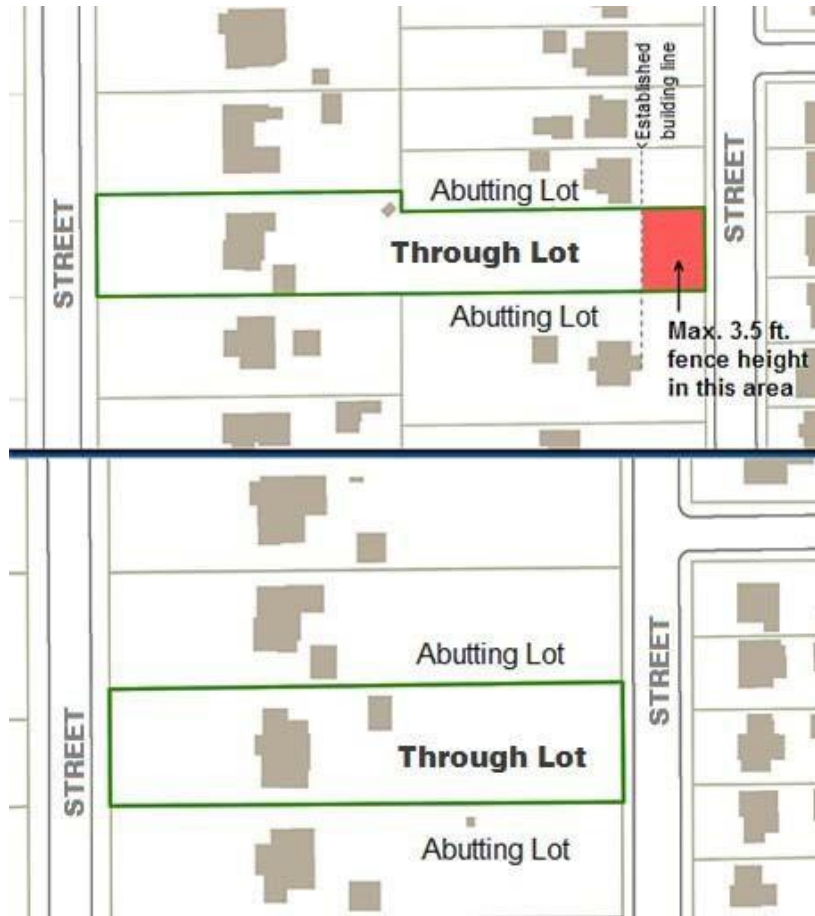 Established
building line
STREET
STREET
Abutting Lot
Through Lot
Abutting Lot
Max. 3.5 ft.
fence height
in this area
Abutting Lot
STREET
STREET
Through Lot
Abutting Lot